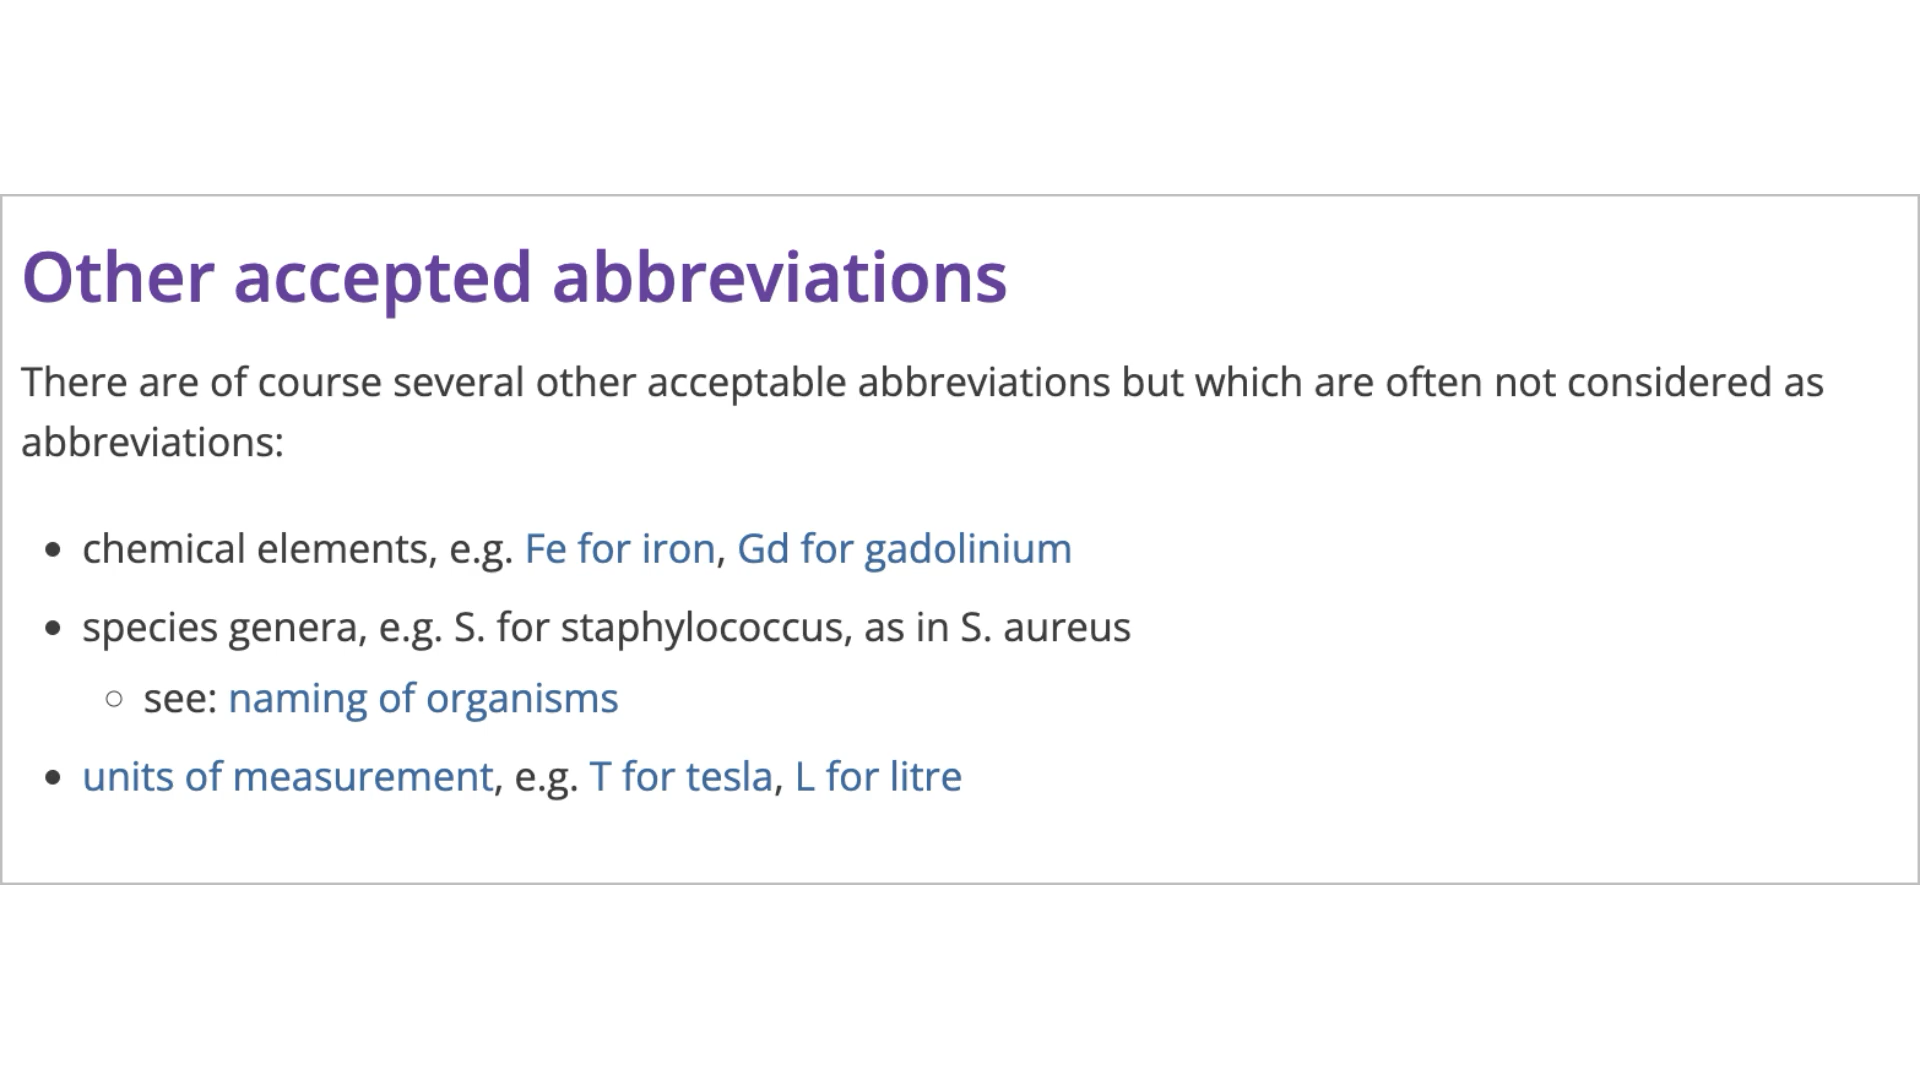 Other accepted abbreviations
There are of course several other acceptable abbreviations but which are often not considered as
abbreviations:
• chemical elements, e.g. Fe for iron, Gd for gadolinium
• species genera, e.g. S. for staphylococcus, as in S. aureus
○ see: naming of organisms
• units of measurement, e.g. T for tesla, L for litre